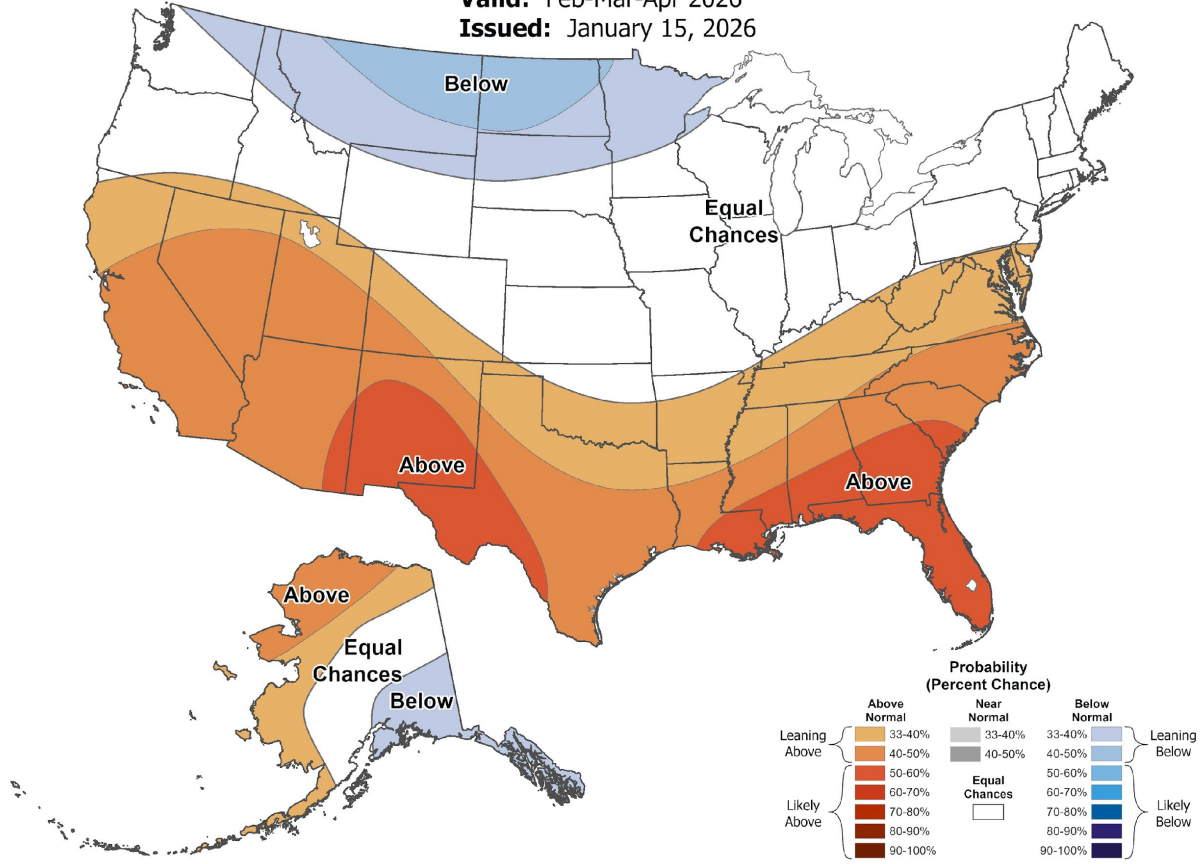 Valid: Feb-Mar-Apr 2026
Issued: January 15, 2026
Below
Equal
Chances
Above
Above
Above
Equal
Chances
Below
Probability
(Percent Chance)
Above
Normal
Near
Normal
Below
Normal
Leaning
Above
33-40%
40-50%
Likely
Above
50-60%
60-70%
70-80%
80-90%
90-100%
33-40%
40-50%
Equal
Chances
33-40%
40-50%
Leaning
Below
50-60%
60-70%
70-80%
80-90%
90-100%
Likely
Below